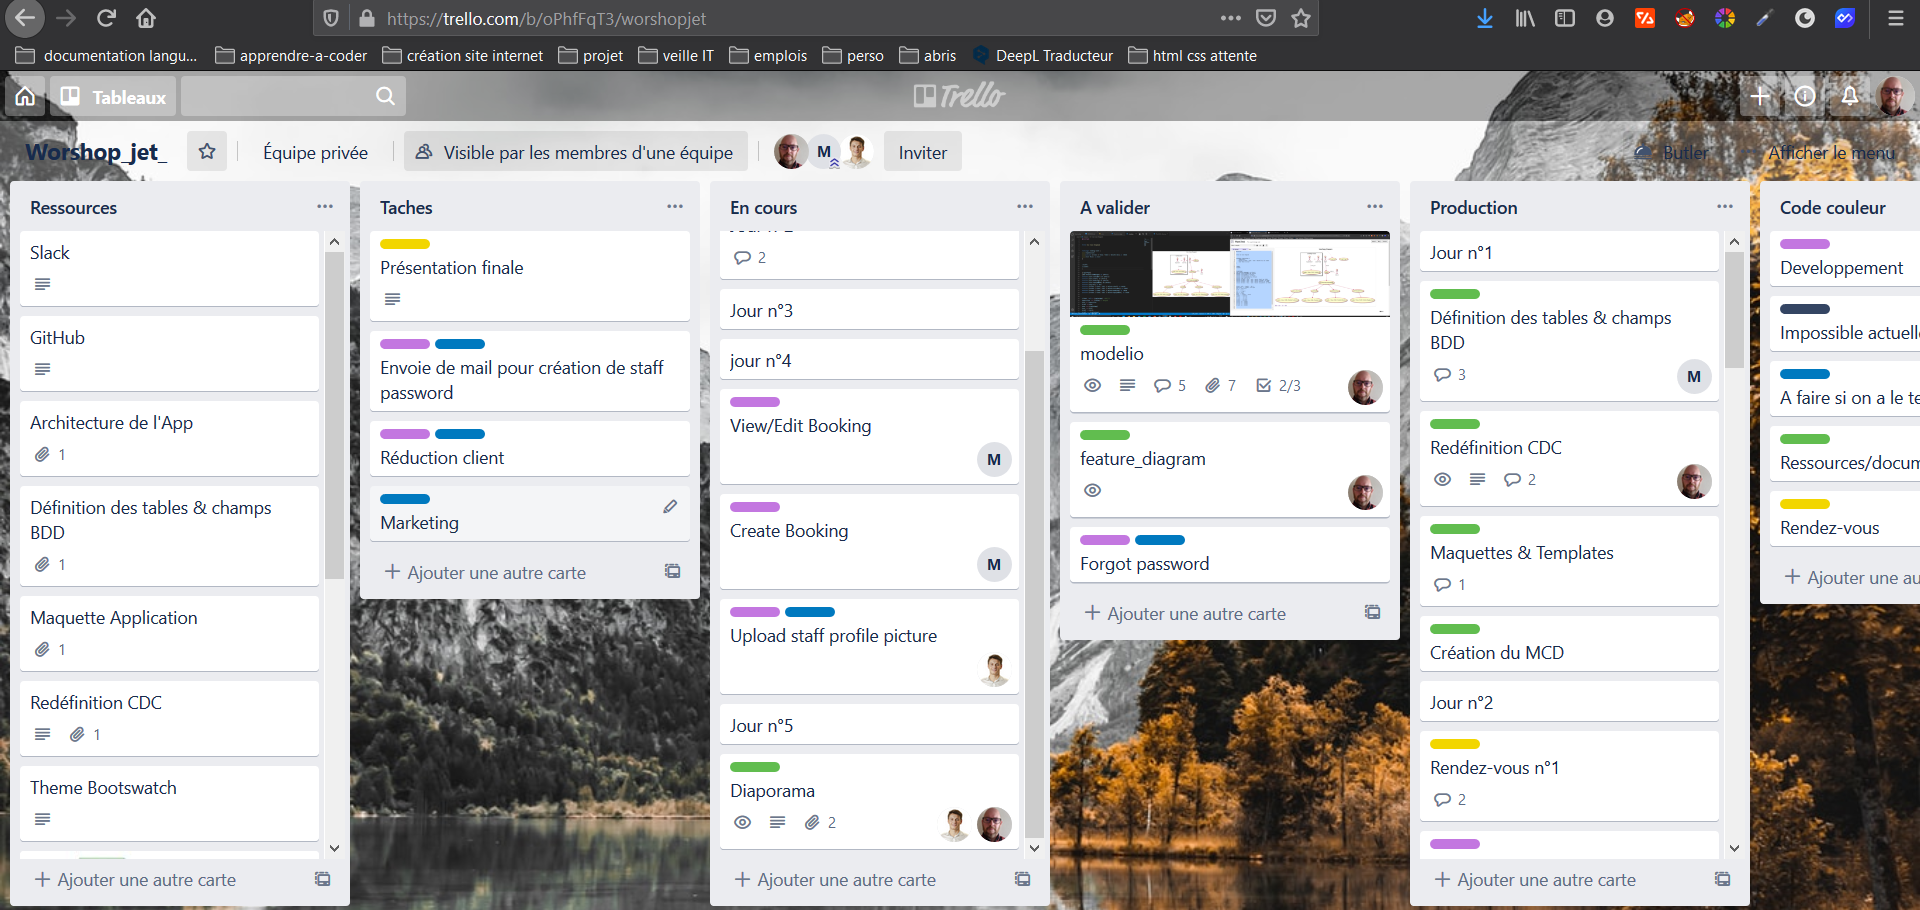 https://trello.com/b/oPhfFqT3/worshopjet
documentation langu...
apprendre-a-coder
création site internet
projet
veille IT
emplois
perso
abris
DeepL Traducteur
html css attente
Tableaux
Trello
Worshop_jet_
Équipe privée
Visible par les membres d'une équipe
M
Inviter
Butler
Afficher le menu
Ressources
Slack
GitHub
Architecture de l'App
1
Définition des tables & champs
BDD
1
Maquette Application
1
Redéfinition CDC
1
Theme Bootswatch
+ Ajouter une autre carte
Taches
Présentation finale
Envoie de mail pour création de staff
password
Réduction client
Marketing
+ Ajouter une autre carte
En cours
2
Jour n°3
jour n°4
View/Edit Booking
M
Create Booking
M
Upload staff profile picture
Jour n°5
Diaporama
2
+ Ajouter une autre carte
A valider
modelio
5
7
2/3
feature_diagram
Forgot password
+ Ajouter une autre carte
Production
Jour n°1
Définition des tables & champs
BDD
3
M
Redéfinition CDC
2
Maquettes & Templates
1
Création du MCD
Jour n°2
Rendez-vous n°1
2
+ Ajouter une autre carte
Code couleur
Developpement
Impossible actuelle
A faire si on a le te
Ressources/docum
Rendez-vous
+ Ajouter une au